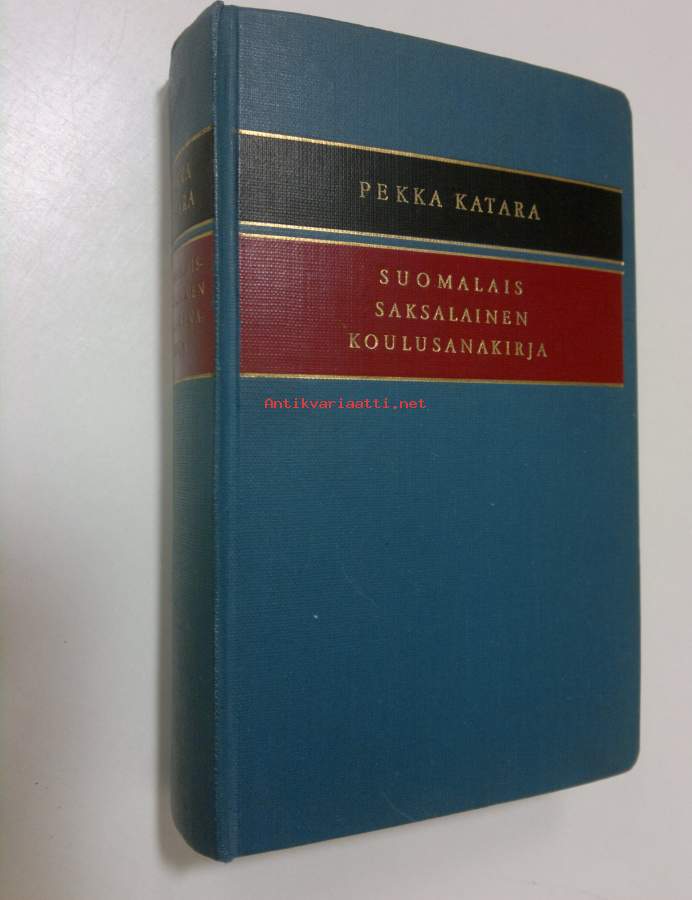 PEKKA KATARA
SUOMALAIS
SAKSALAINEN
KOULUSANAKIRJA
Antikvariaatti.net